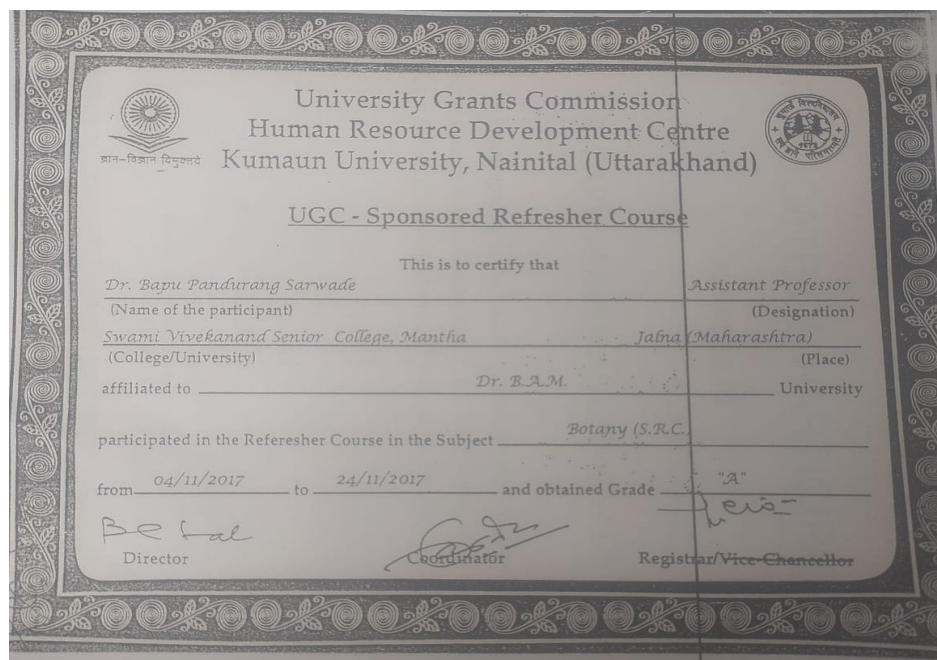 University Grants Commission
Human Resource Development Centre
Kumaun University, Nainital (Uttarakhand)
ज्ञान-विज्ञान विमुक्तये
UGC - Sponsored Refresher Course
This is to certify that
Dr. Bapu Pandurang Sarwade Assistant Professor
(Name of the participant) (Designation)
Swami Vivekanand Senior College, Mantha Jalna (Maharashtra)
(College/University) (Place)
affiliated to Dr. B.A.M. University
participated in the Referesher Course in the Subject Botany (S.R.C.)
from 04/11/2017 to 24/11/2017 and obtained Grade "A"
Director Coordinator Registrar/Vice-Chancellor